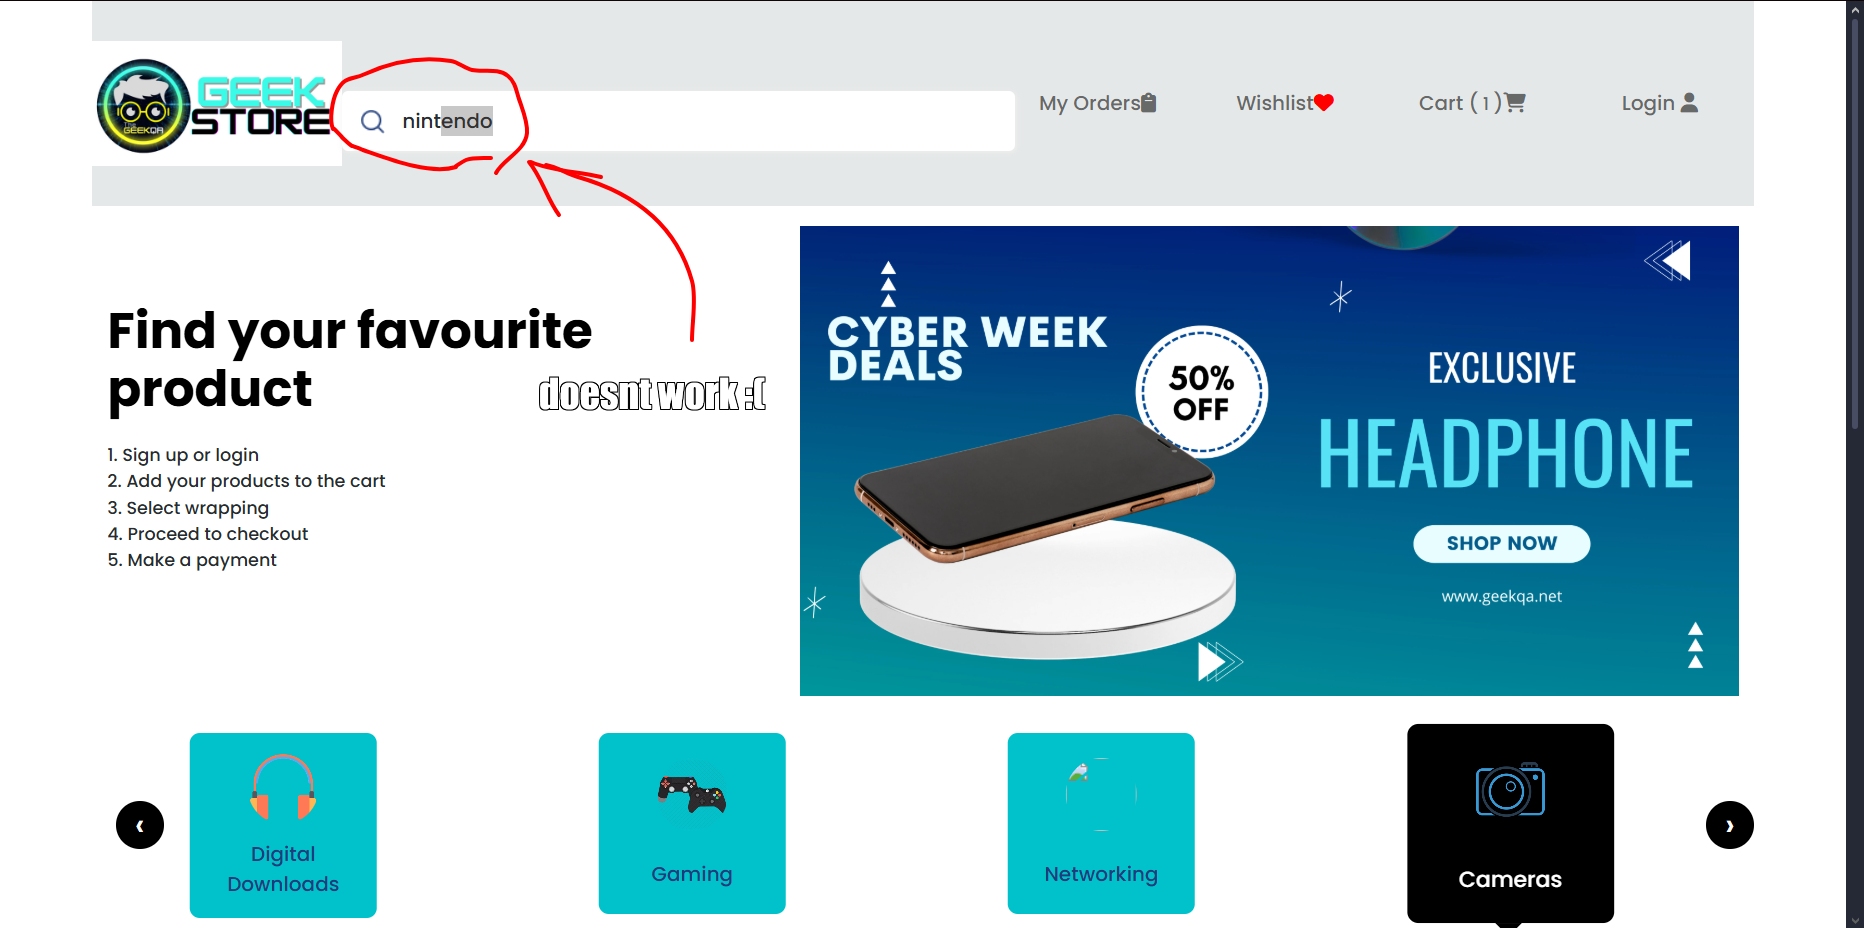 GEEK
STORE
The
GEEKQA
nintendo
My Orders
Wishlist
Cart ( 1 )
Login
Find your favourite
product
doesnt work :(
1. Sign up or login
2. Add your products to the cart
3. Select wrapping
4. Proceed to checkout
5. Make a payment
CYBER WEEK
DEALS
50%
OFF
EXCLUSIVE
HEADPHONE
SHOP NOW
www.geekqa.net
‹
Digital
Downloads
Gaming
Networking
Cameras
›